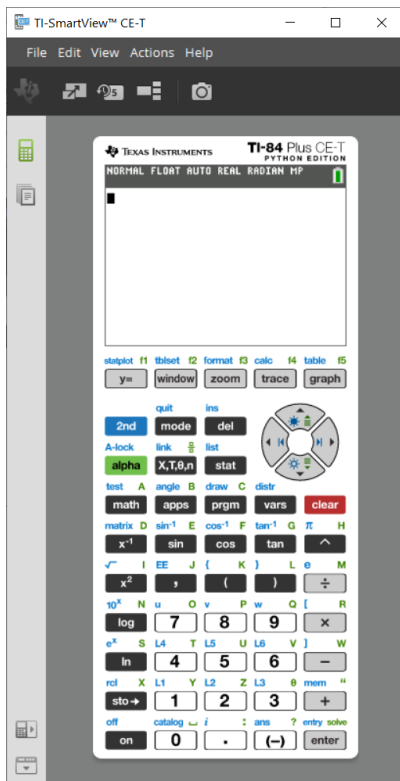 TI-SmartView™ CE-T
File Edit View Actions Help
TEXAS INSTRUMENTS TI-84 Plus CE-T
PYTHON EDITION
NORMAL FLOAT AUTO REAL RADIAN MP
statplot f1 tblset f2 format f3 calc f4 table f5
y= window zoom trace graph
quit ins
2nd mode del
A-lock link list
alpha X,T,θ,n stat
test A angle B draw C distr
math apps prgm vars clear
matrix D sin⁻¹ E cos⁻¹ F tan⁻¹ G π H
x⁻¹ sin cos tan ^
√‾ I EE J { K } L e M
x² , ( ) ÷
10ˣ N u O v P w Q [ R
log 7 8 9 ×
eˣ S L4 T L5 U L6 V ] W
ln 4 5 6 −
rcl X L1 Y L2 Z L3 θ mem “
sto→ 1 2 3 +
off catalog ⎵ i : ans ? entry solve
on 0 . (−) enter